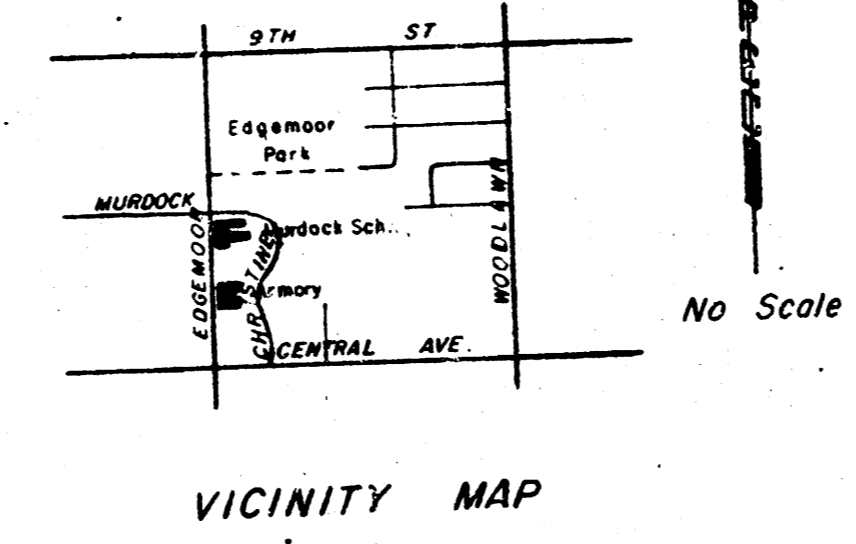 9TH ST
Edgemoor
Park
MURDOCK
Murdock Sch.
EDGEMOOR
CHRISTINE
WOODLAWN
Armory
No Scale
CENTRAL AVE.
VICINITY MAP